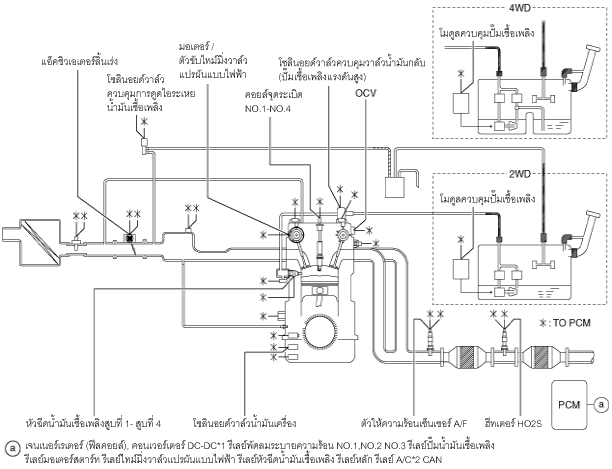 4WD
โมดูลควบคุมปั๊มเชื้อเพลิง
มอเตอร์ /
ตัวขับไทม์มิ่งวาล์ว
แปรผันแบบไฟฟ้า
โซลินอยด์วาล์วควบคุมวาล์วน้ำมันกลับ
(ปั๊มเชื้อเพลิงแรงดันสูง)
แอ็คชิวเอเตอร์ลิ้นเร่ง
โซลินอยด์วาล์ว
ควบคุมการดูดไอระเหย
น้ำมันเชื้อเพลิง
คอยล์จุดระเบิด
NO.1-NO.4
OCV
2WD
โมดูลควบคุมปั๊มเชื้อเพลิง
: TO PCM
หัวฉีดน้ำมันเชื้อเพลิงสูบที่ 1- สูบที่ 4
โซลินอยด์วาล์วน้ำมันเครื่อง
ตัวให้ความร้อนเซ็นเซอร์ A/F
ฮีทเตอร์ HO2S
PCM
a
a เจนเนอร์เรเตอร์ (ฟีลคอยล์), คอนเวอร์เตอร์ DC-DC*1 รีเลย์พัดลมระบายความร้อน NO.1,NO.2 NO.3 รีเลย์ปั๊มน้ำมันเชื้อเพลิง
รีเลย์มอเตอร์สตาร์ท รีเลย์ไทม์มิ่งวาล์วแปรผันแบบไฟฟ้า รีเลย์หัวฉีดน้ำมันเชื้อเพลิง รีเลย์หลัก รีเลย์ A/C*2 CAN